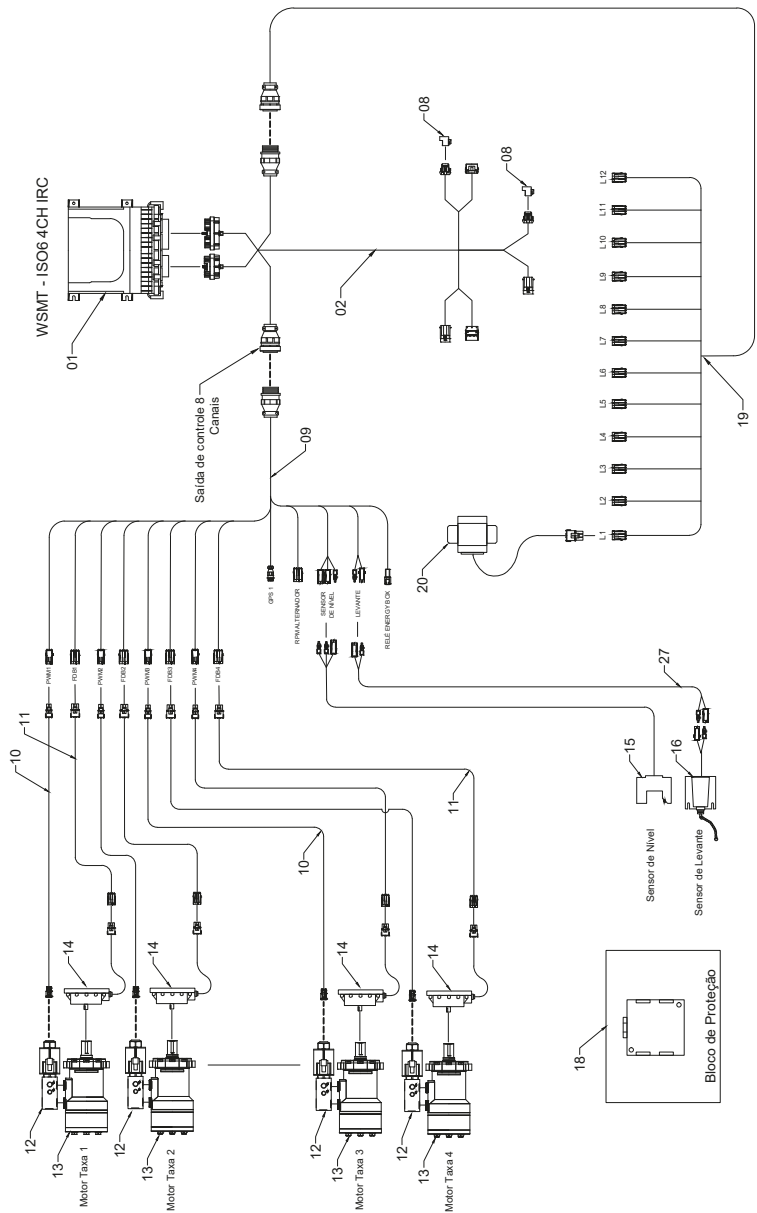 WSMT - ISO6 4CH IRC
01
02
08
08
Saída de controle 8
Canais
09
10
11
PWM1
FDB1
PWM2
FDB2
PWM3
FDB3
PWM4
FDB4
GPS 1
RPM ALTERNADOR
SENSOR
DE NÍVEL
LEVANTE
RELÉ ENERGY BOX
L1
L2
L3
L4
L5
L6
L7
L8
L9
L10
L11
L12
19
20
27
15
16
Sensor de Nível
Sensor de Levante
10
11
12
13
14
Motor Taxa 1
12
13
14
Motor Taxa 2
12
13
14
Motor Taxa 3
12
13
14
Motor Taxa 4
18
Bloco de Proteção